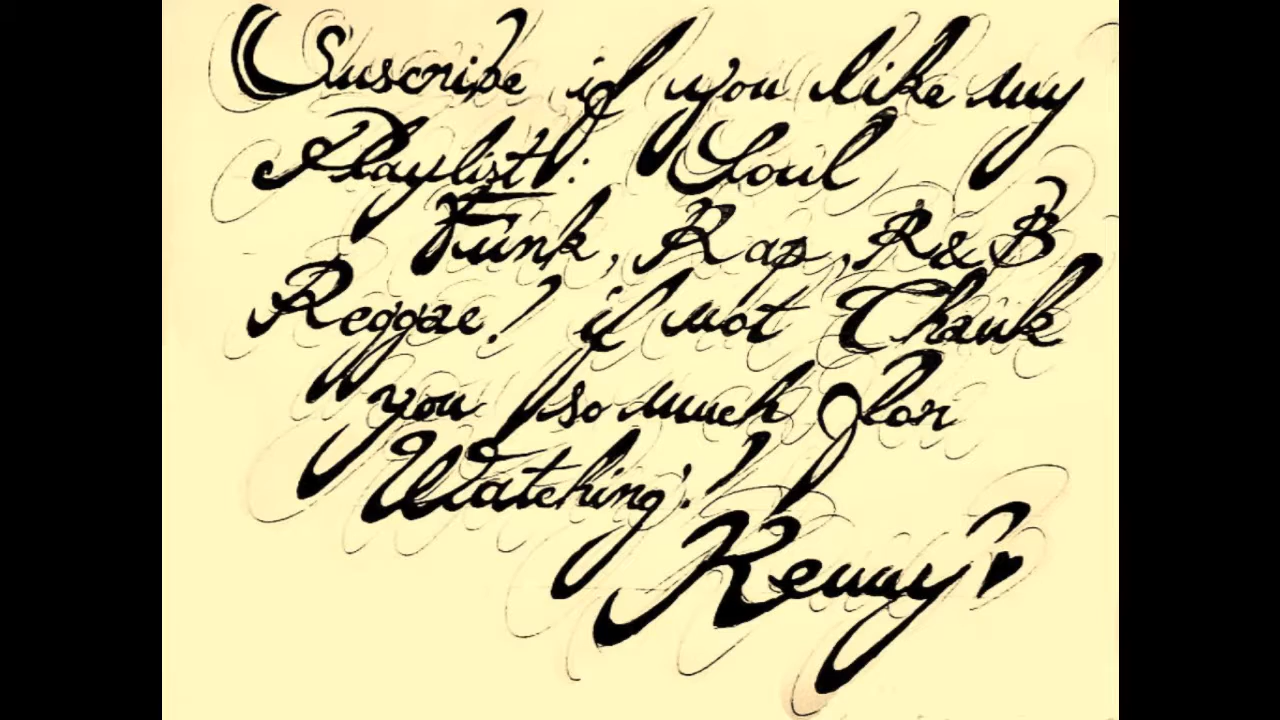 Suscribe if you like my
Playlist: Soul
Funk, Rap, R&B
Reggae! if not Thank
you so much for
Watching!
Kenny